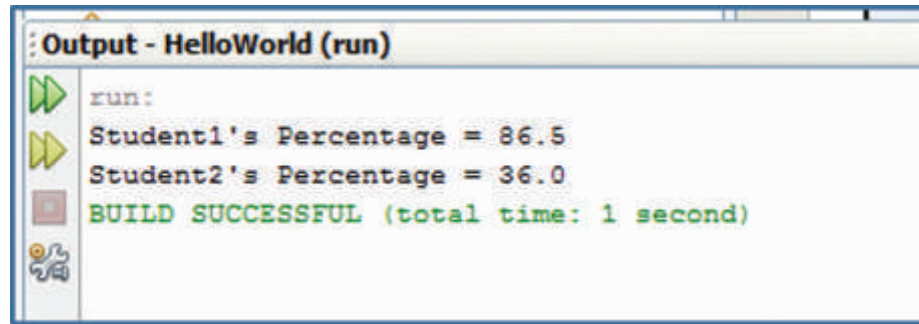 Output - HelloWorld (run)
run:
Student1's Percentage = 86.5
Student2's Percentage = 36.0
BUILD SUCCESSFUL (total time: 1 second)